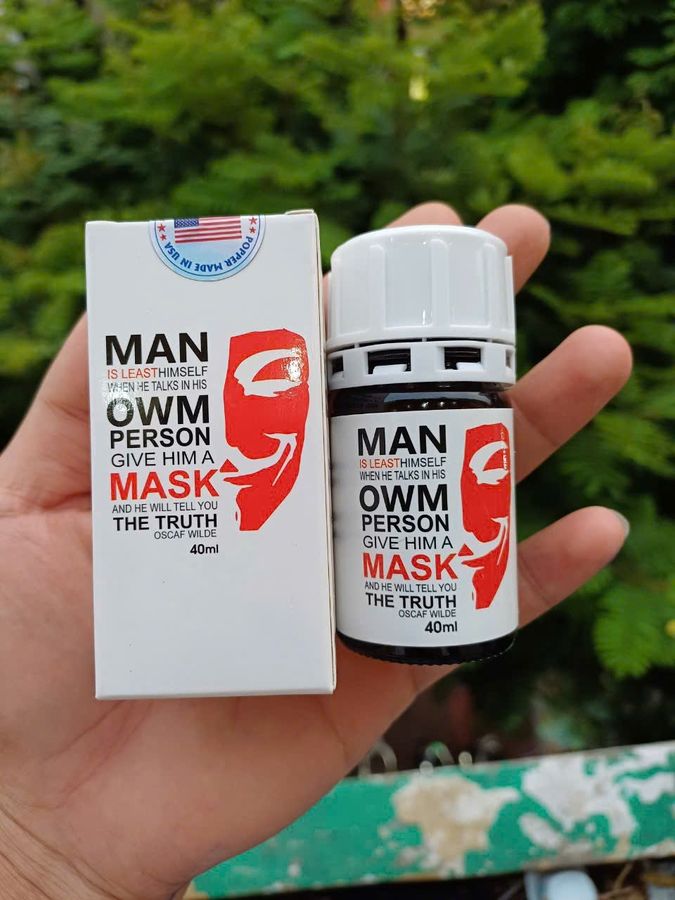 POPPER MADE IN USA
MAN
IS LEASTHIMSELF
WHEN HE TALKS IN HIS
OWM
PERSON
GIVE HIM A
MASK
AND HE WILL TELL YOU
THE TRUTH
OSCAF WILDE
40ml
MAN
IS LEASTHIMSELF
WHEN HE TALKS IN HIS
OWM
PERSON
GIVE HIM A
MASK
AND HE WILL TELL YOU
THE TRUTH
OSCAF WILDE
40ml